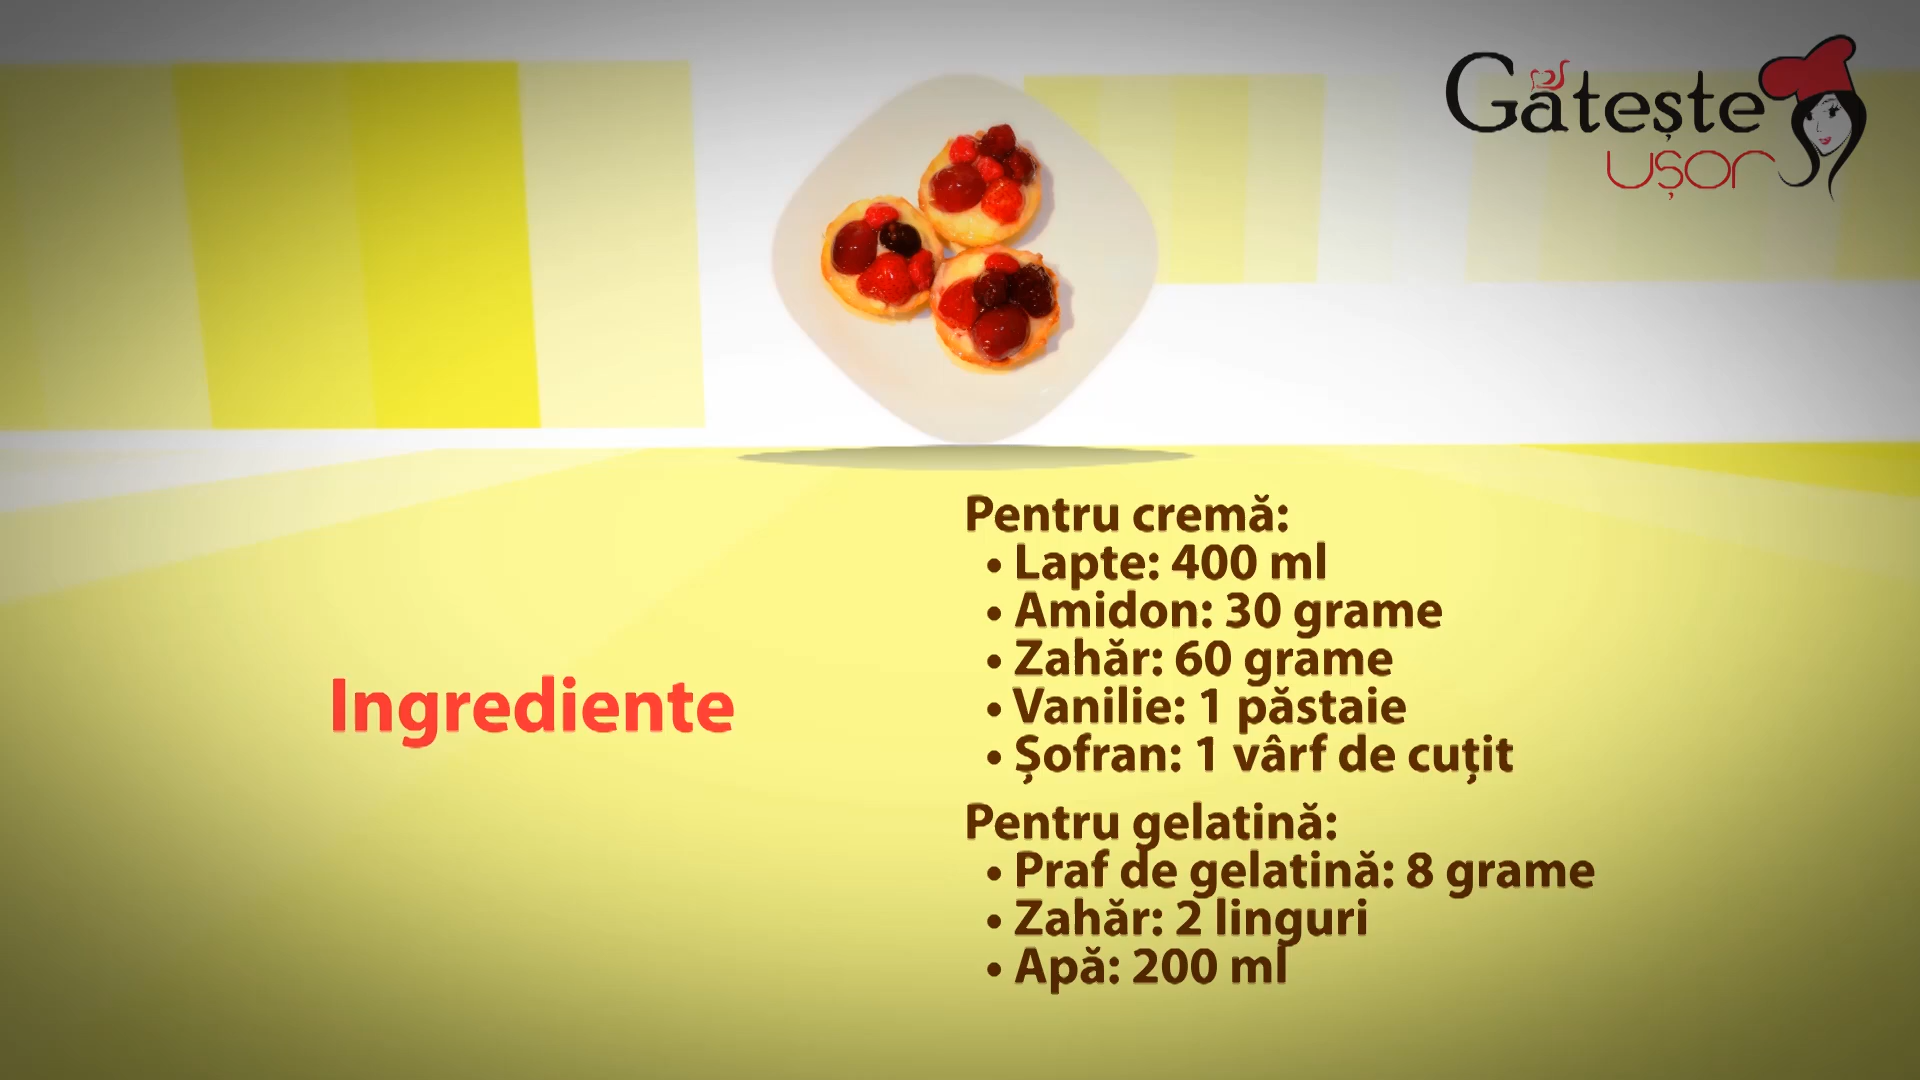 Gătește
ușor
Ingrediente
Pentru cremă:
• Lapte: 400 ml
• Amidon: 30 grame
• Zahăr: 60 grame
• Vanilie: 1 păstaie
• Șofran: 1 vârf de cuțit
Pentru gelatină:
• Praf de gelatină: 8 grame
• Zahăr: 2 linguri
• Apă: 200 ml